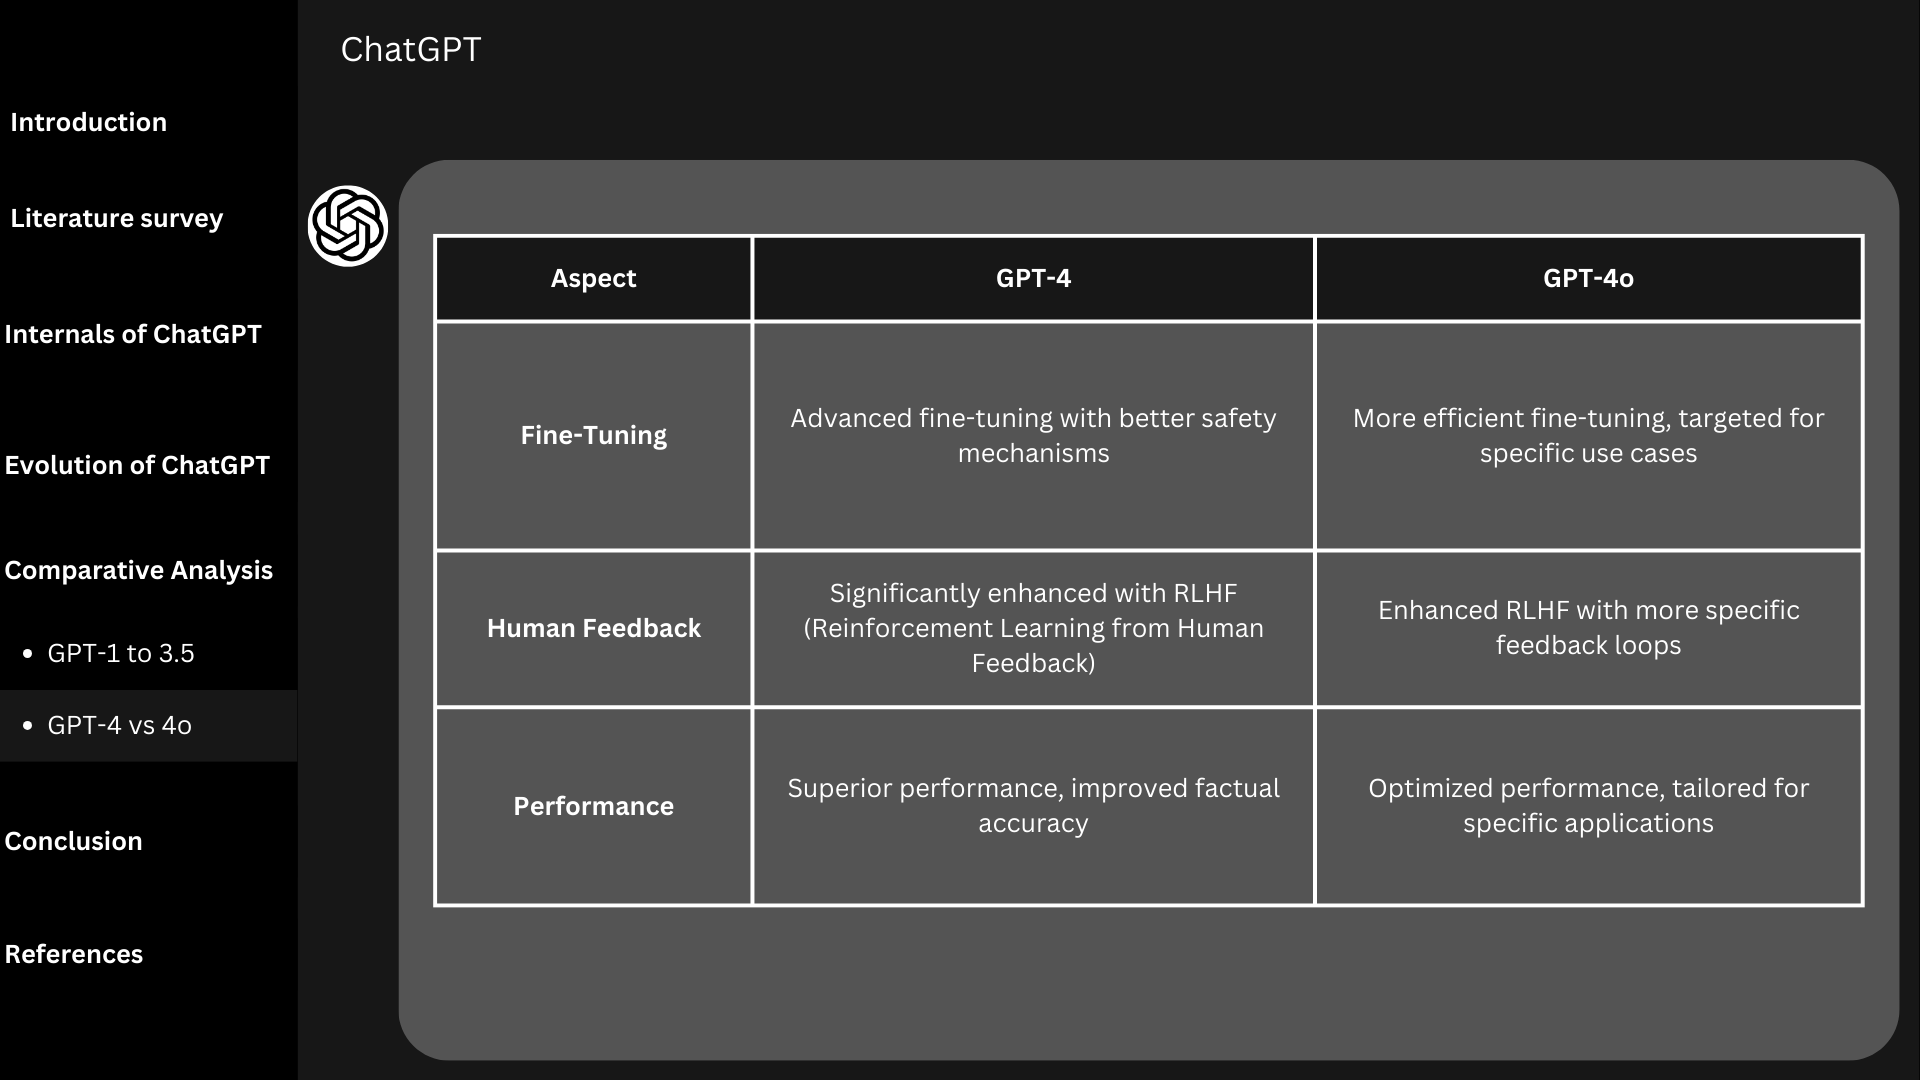 ChatGPT
Introduction
Literature survey
Internals of ChatGPT
Evolution of ChatGPT
Comparative Analysis
• GPT-1 to 3.5
• GPT-4 vs 4o
Conclusion
References
Aspect
GPT-4
GPT-4o
Fine-Tuning
Advanced fine-tuning with better safety
mechanisms
More efficient fine-tuning, targeted for
specific use cases
Human Feedback
Significantly enhanced with RLHF
(Reinforcement Learning from Human
Feedback)
Enhanced RLHF with more specific
feedback loops
Performance
Superior performance, improved factual
accuracy
Optimized performance, tailored for
specific applications